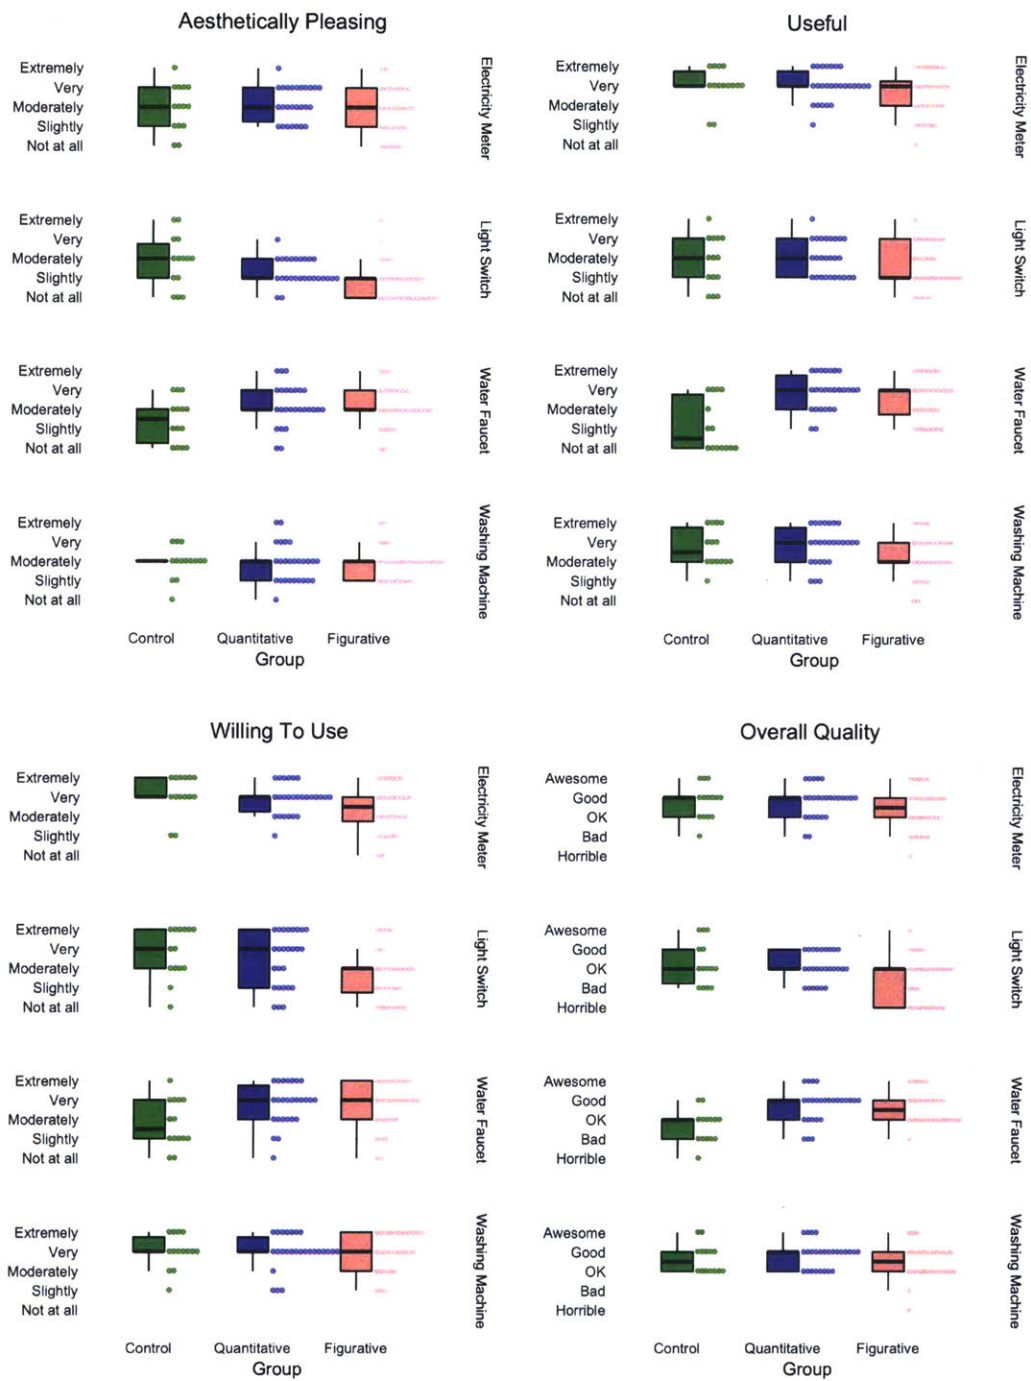 Aesthetically Pleasing
Extremely
Very
Moderately
Slightly
Not at all
Electricity Meter
Extremely
Very
Moderately
Slightly
Not at all
Light Switch
Extremely
Very
Moderately
Slightly
Not at all
Water Faucet
Extremely
Very
Moderately
Slightly
Not at all
Washing Machine
Control Quantitative Figurative
Group
Useful
Extremely
Very
Moderately
Slightly
Not at all
Electricity Meter
Extremely
Very
Moderately
Slightly
Not at all
Light Switch
Extremely
Very
Moderately
Slightly
Not at all
Water Faucet
Extremely
Very
Moderately
Slightly
Not at all
Washing Machine
Control Quantitative Figurative
Group
Willing To Use
Extremely
Very
Moderately
Slightly
Not at all
Electricity Meter
Extremely
Very
Moderately
Slightly
Not at all
Light Switch
Extremely
Very
Moderately
Slightly
Not at all
Water Faucet
Extremely
Very
Moderately
Slightly
Not at all
Washing Machine
Control Quantitative Figurative
Group
Overall Quality
Awesome
Good
OK
Bad
Horrible
Electricity Meter
Awesome
Good
OK
Bad
Horrible
Light Switch
Awesome
Good
OK
Bad
Horrible
Water Faucet
Awesome
Good
OK
Bad
Horrible
Washing Machine
Control Quantitative Figurative
Group